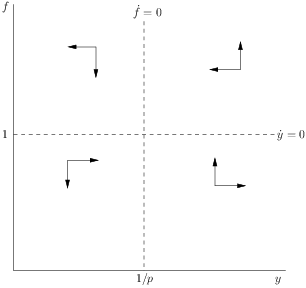 f
ḟ = 0
1
ẏ = 0
1/p
y